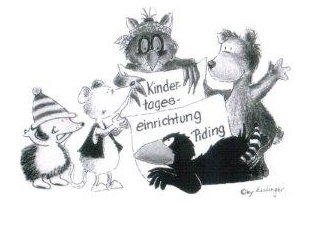 Kinder-
tages-
einrichtung
Piding